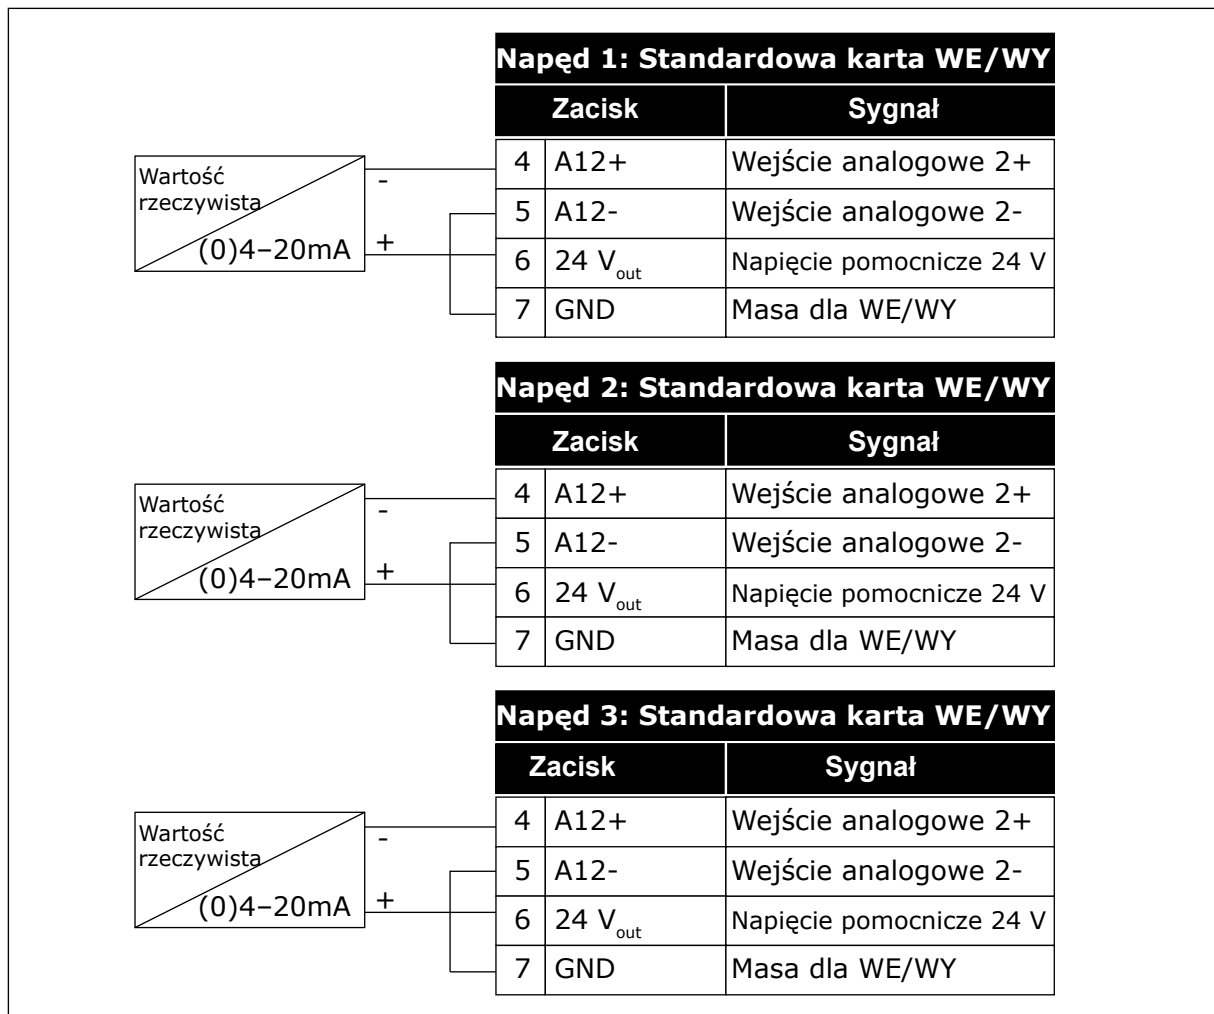 Napęd 1: Standardowa karta WE/WY
Zacisk Sygnał
Wartość
rzeczywista
(0)4–20mA
-
+
4 A12+ Wejście analogowe 2+
5 A12- Wejście analogowe 2-
6 24 Vout Napięcie pomocnicze 24 V
7 GND Masa dla WE/WY
Napęd 2: Standardowa karta WE/WY
Zacisk Sygnał
Wartość
rzeczywista
(0)4–20mA
-
+
4 A12+ Wejście analogowe 2+
5 A12- Wejście analogowe 2-
6 24 Vout Napięcie pomocnicze 24 V
7 GND Masa dla WE/WY
Napęd 3: Standardowa karta WE/WY
Zacisk Sygnał
Wartość
rzeczywista
(0)4–20mA
-
+
4 A12+ Wejście analogowe 2+
5 A12- Wejście analogowe 2-
6 24 Vout Napięcie pomocnicze 24 V
7 GND Masa dla WE/WY